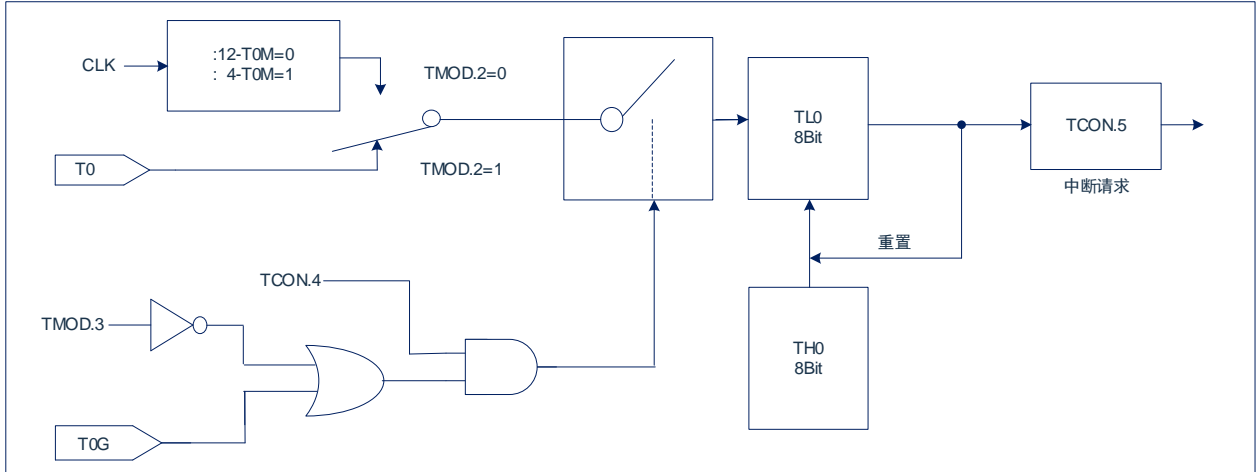 :12-T0M=0
: 4-T0M=1
CLK
TMOD.2=0
T0
TMOD.2=1
TL0
8Bit
TCON.5
中断请求
重置
TCON.4
TMOD.3
TH0
8Bit
T0G